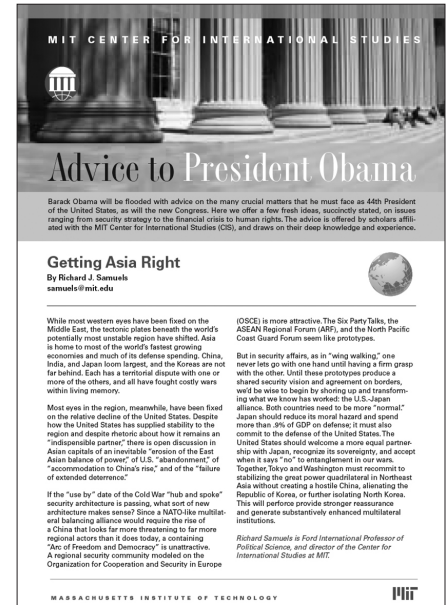 MIT CENTER FOR INTERNATIONAL STUDIES
Advice to President Obama
Barack Obama will be flooded with advice on the many crucial matters that he must face as 44th President
of the United States, as will the new Congress. Here we offer a few fresh ideas, succinctly stated, on issues
ranging from security strategy to the financial crisis to human rights. The advice is offered by scholars affili-
ated with the MIT Center for International Studies (CIS), and draws on their deep knowledge and experience.
Getting Asia Right
By Richard J. Samuels
samuels@mit.edu
While most western eyes have been fixed on the
Middle East, the tectonic plates beneath the world's
potentially most unstable region have shifted. Asia
is home to most of the world's fastest growing
economies and much of its defense spending. China,
India, and Japan loom largest, and the Koreas are not
far behind. Each has a territorial dispute with one or
more of the others, and all have fought costly wars
within living memory.
Most eyes in the region, meanwhile, have been fixed
on the relative decline of the United States. Despite
how the United States has supplied stability to the
region and despite rhetoric about how it remains an
"indispensible partner," there is open discussion in
Asian capitals of an inevitable "erosion of the East
Asian balance of power," of U.S. "abandonment," of
"accommodation to China's rise," and of the "failure
of extended deterrence."
If the "use by" date of the Cold War "hub and spoke"
security architecture is passing, what sort of new
architecture makes sense? Since a NATO-like multilat-
eral balancing alliance would require the rise of
a China that looks far more threatening to far more
regional actors than it does today, a containing
"Arc of Freedom and Democracy" is unattractive.
A regional security community modeled on the
Organization for Cooperation and Security in Europe
(OSCE) is more attractive. The Six Party Talks, the
ASEAN Regional Forum (ARF), and the North Pacific
Coast Guard Forum seem like prototypes.
But in security affairs, as in "wing walking," one
never lets go with one hand until having a firm grasp
with the other. Until these prototypes produce a
shared security vision and agreement on borders,
we'd be wise to begin by shoring up and transform-
ing what we know has worked: the U.S.-Japan
alliance. Both countries need to be more "normal."
Japan should reduce its moral hazard and spend
more than .9% of GDP on defense; it must also
commit to the defense of the United States. The
United States should welcome a more equal partner-
ship with Japan, recognize its sovereignty, and accept
when it says "no" to entanglement in our wars.
Together, Tokyo and Washington must recommit to
stabilizing the great power quadrilateral in Northeast
Asia without creating a hostile China, alienating the
Republic of Korea, or further isolating North Korea.
This will perforce provide stronger reassurance
and generate substantively enhanced multilateral
institutions.
Richard Samuels is Ford International Professor of
Political Science, and director of the Center for
International Studies at MIT.
MASSACHUSETTS INSTITUTE OF TECHNOLOGY
MIT